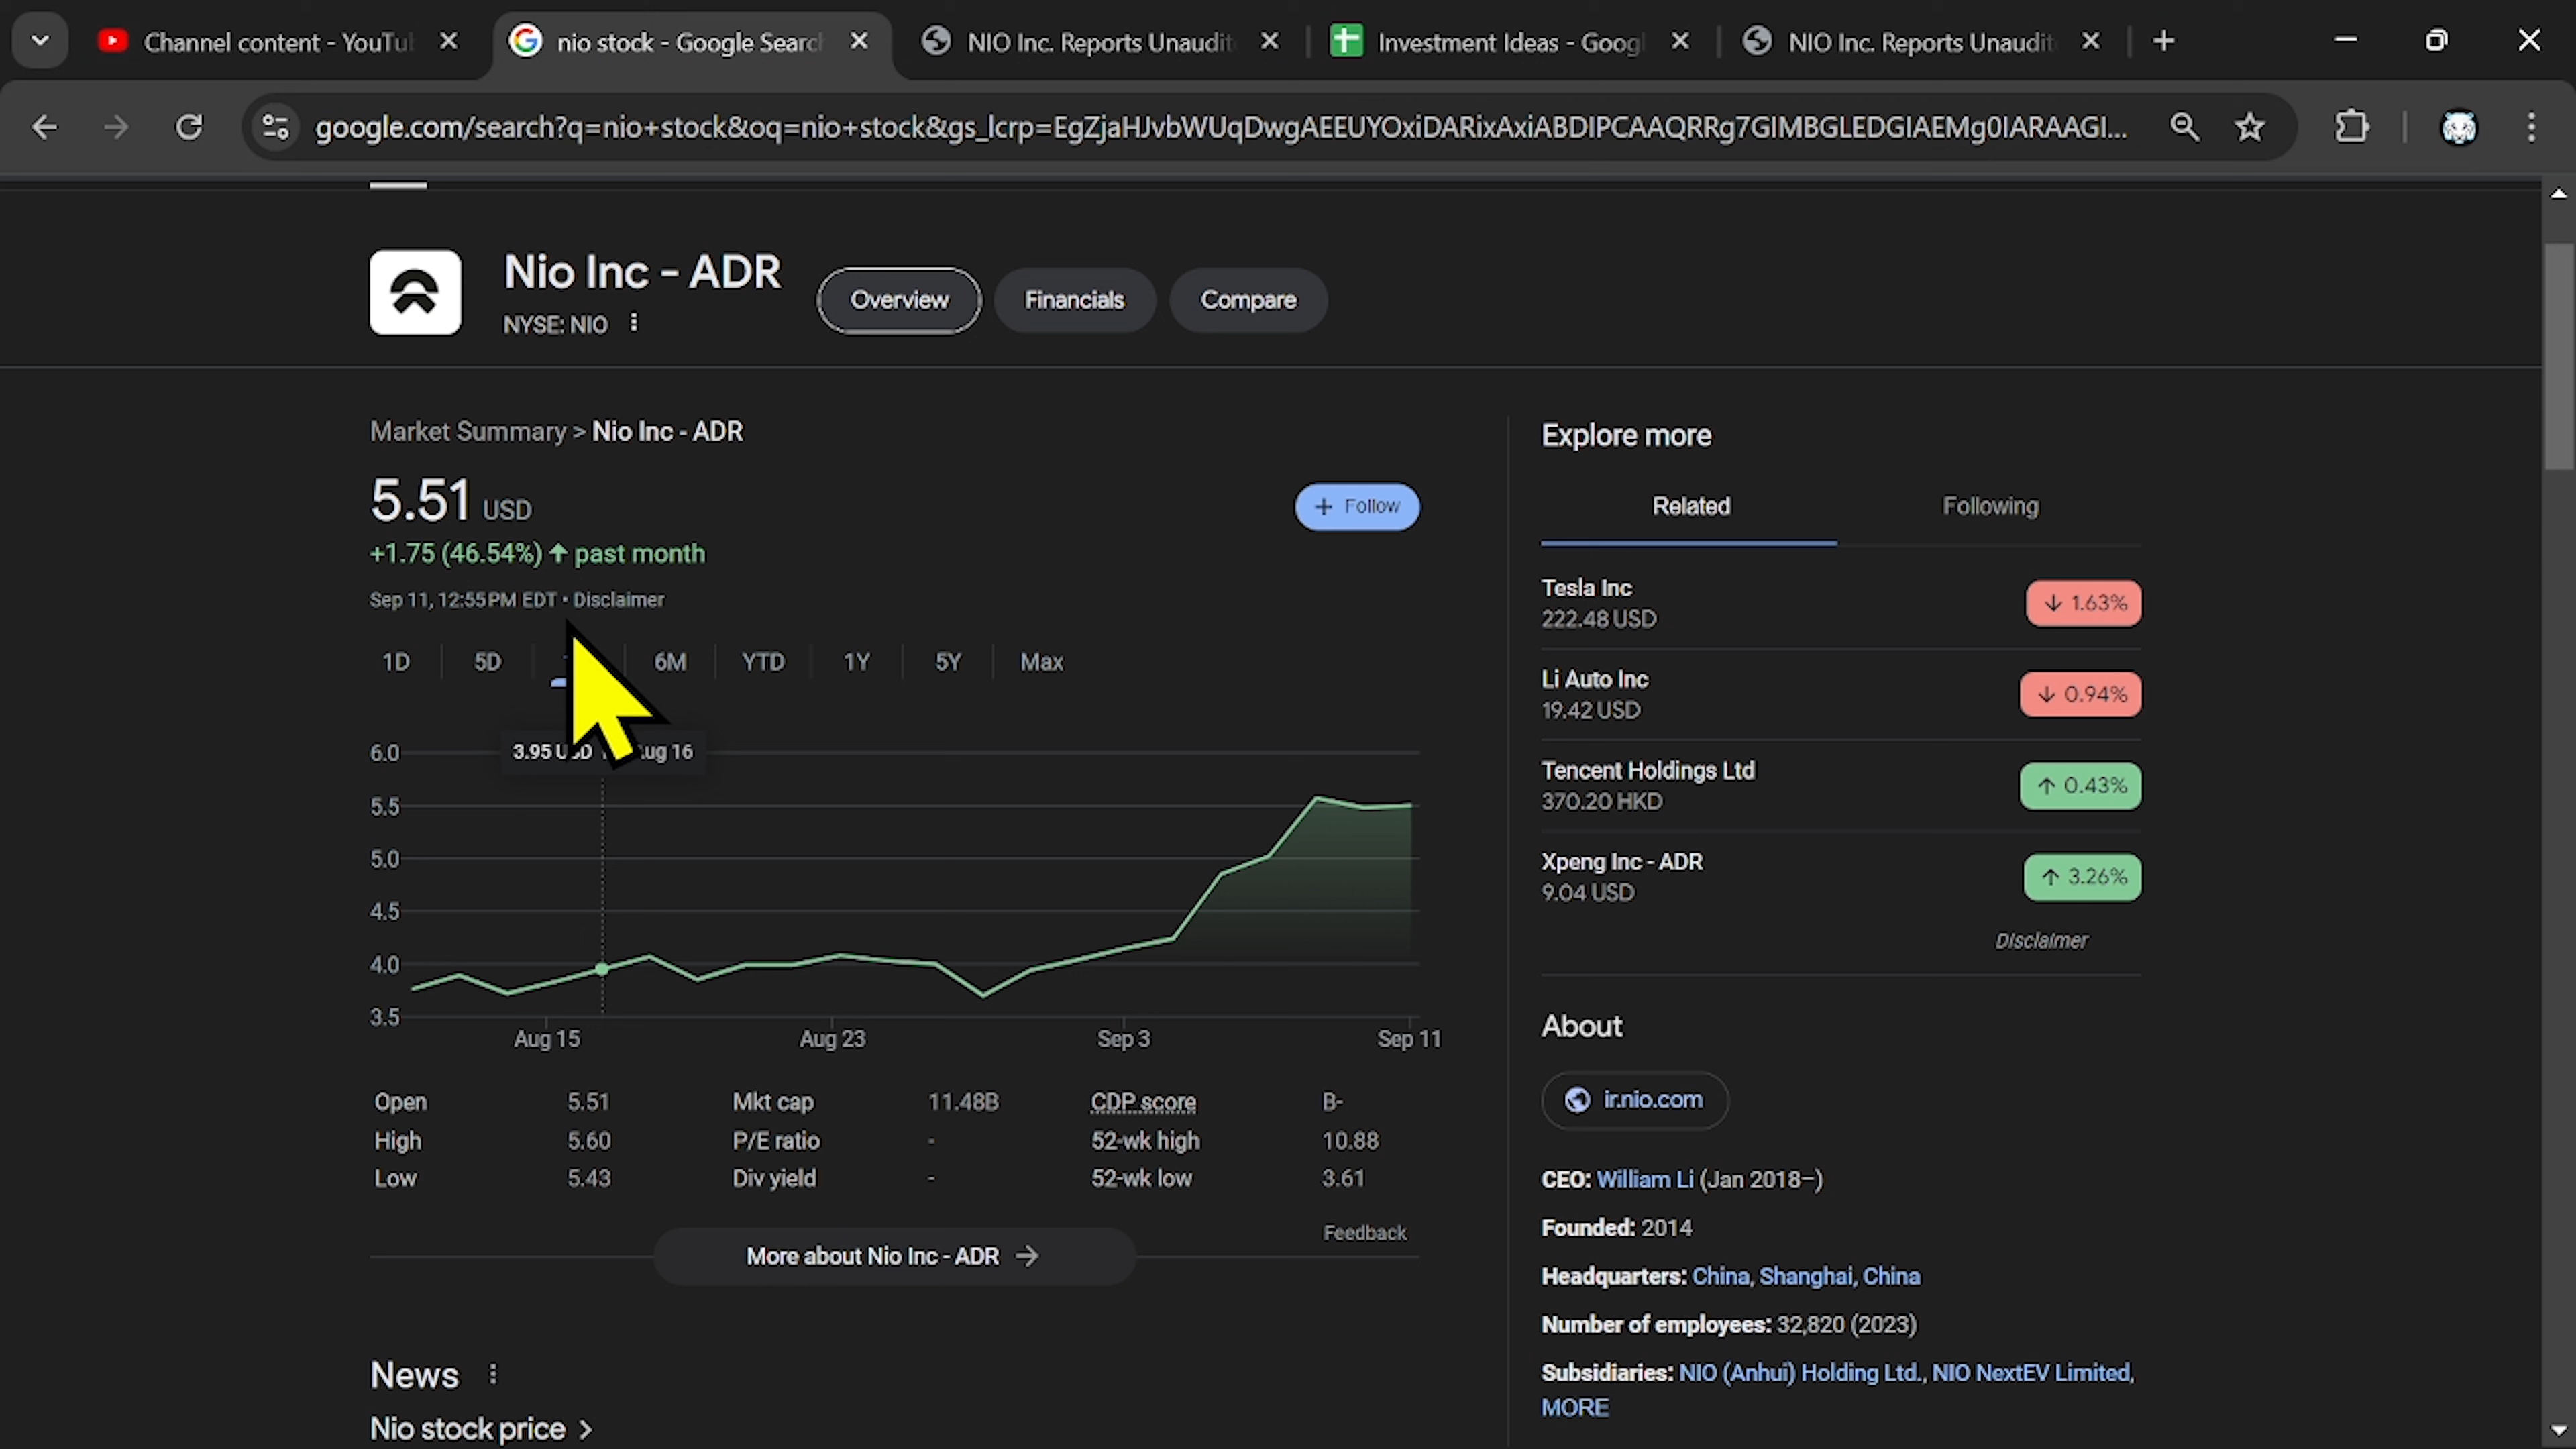 Channel content - YouTu
nio stock - Google Search
NIO Inc. Reports Unaudit
Investment Ideas - Googl
NIO Inc. Reports Unaudit
google.com/search?q=nio+stock&oq=nio+stock&gs_lcrp=EgZjaHJvbWUqDwgAEEUYOxiDARixAxiABDIPCAAQRRg7GIMBGLEDGIAEMg0IARAAGI...
Nio Inc - ADR
NYSE: NIO
Overview
Financials
Compare
Market Summary > Nio Inc - ADR
5.51 USD
+ Follow
+1.75 (46.54%) ↑ past month
Sep 11, 12:55 PM EDT • Disclaimer
1D 5D 6M YTD 1Y 5Y Max
3.95 USD Aug 16
6.0
5.5
5.0
4.5
4.0
3.5
Aug 15 Aug 23 Sep 3 Sep 11
Open 5.51 Mkt cap 11.48B CDP score B-
High 5.60 P/E ratio - 52-wk high 10.88
Low 5.43 Div yield - 52-wk low 3.61
Feedback
More about Nio Inc - ADR →
News
Nio stock price >
Explore more
Related Following
Tesla Inc
222.48 USD
↓ 1.63%
Li Auto Inc
19.42 USD
↓ 0.94%
Tencent Holdings Ltd
370.20 HKD
↑ 0.43%
Xpeng Inc - ADR
9.04 USD
↑ 3.26%
Disclaimer
About
ir.nio.com
CEO: William Li (Jan 2018–)
Founded: 2014
Headquarters: China, Shanghai, China
Number of employees: 32,820 (2023)
Subsidiaries: NIO (Anhui) Holding Ltd., NIO NextEV Limited,
MORE